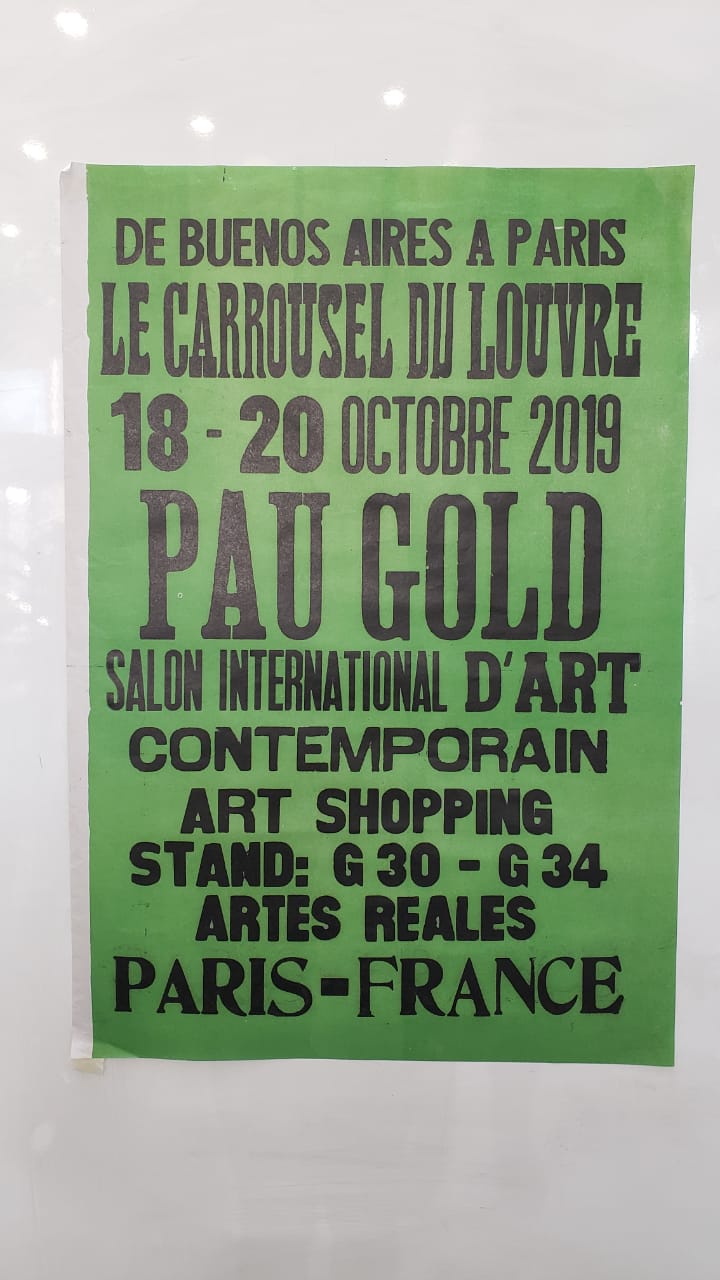 DE BUENOS AIRES A PARIS
LE CARROUSEL DU LOUVRE
18 - 20 OCTOBRE 2019
PAU GOLD
SALON INTERNATIONAL D'ART
CONTEMPORAIN
ART SHOPPING
STAND: G 30 - G 34
ARTES REALES
PARIS-FRANCE